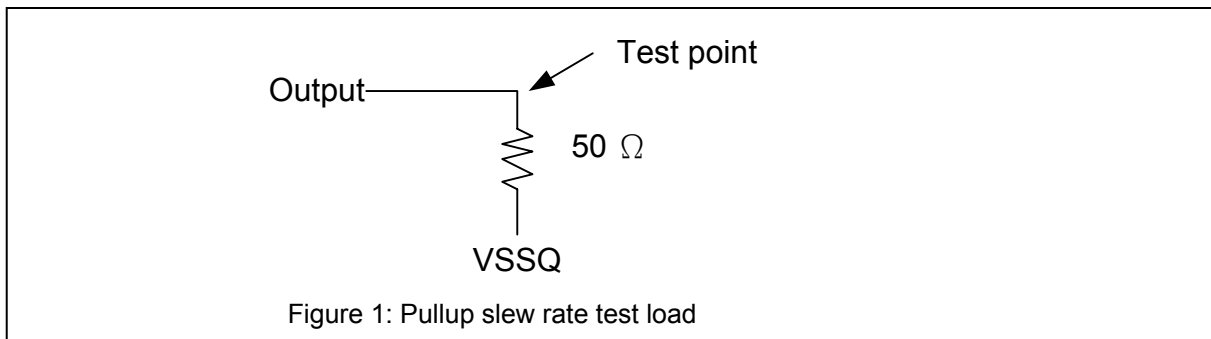 Test point
Output
50 Ω
VSSQ
Figure 1: Pullup slew rate test load